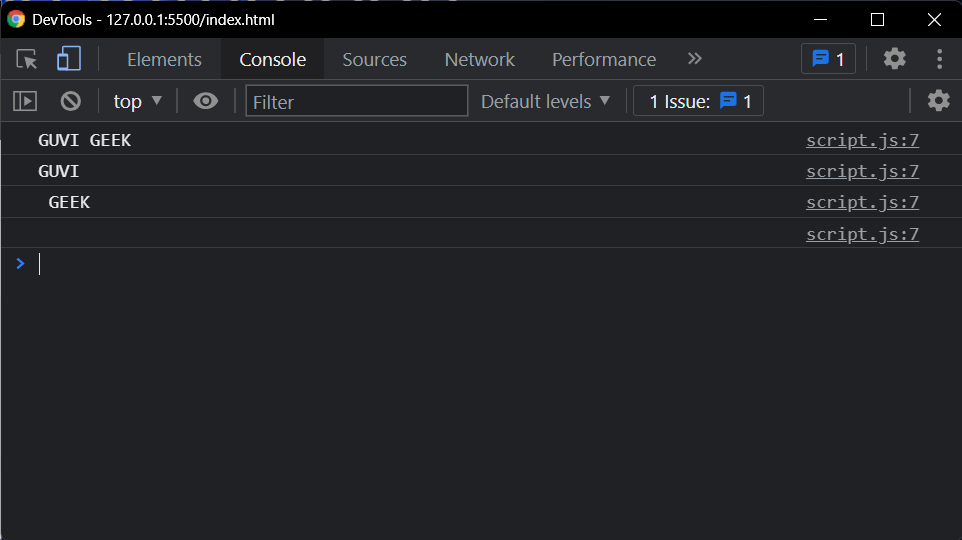 DevTools - 127.0.0.1:5500/index.html
Elements Console Sources Network Performance » 1
top ▼ Filter Default levels ▼ 1 Issue: 1
GUVI GEEK script.js:7
GUVI script.js:7
GEEK script.js:7
script.js:7
>